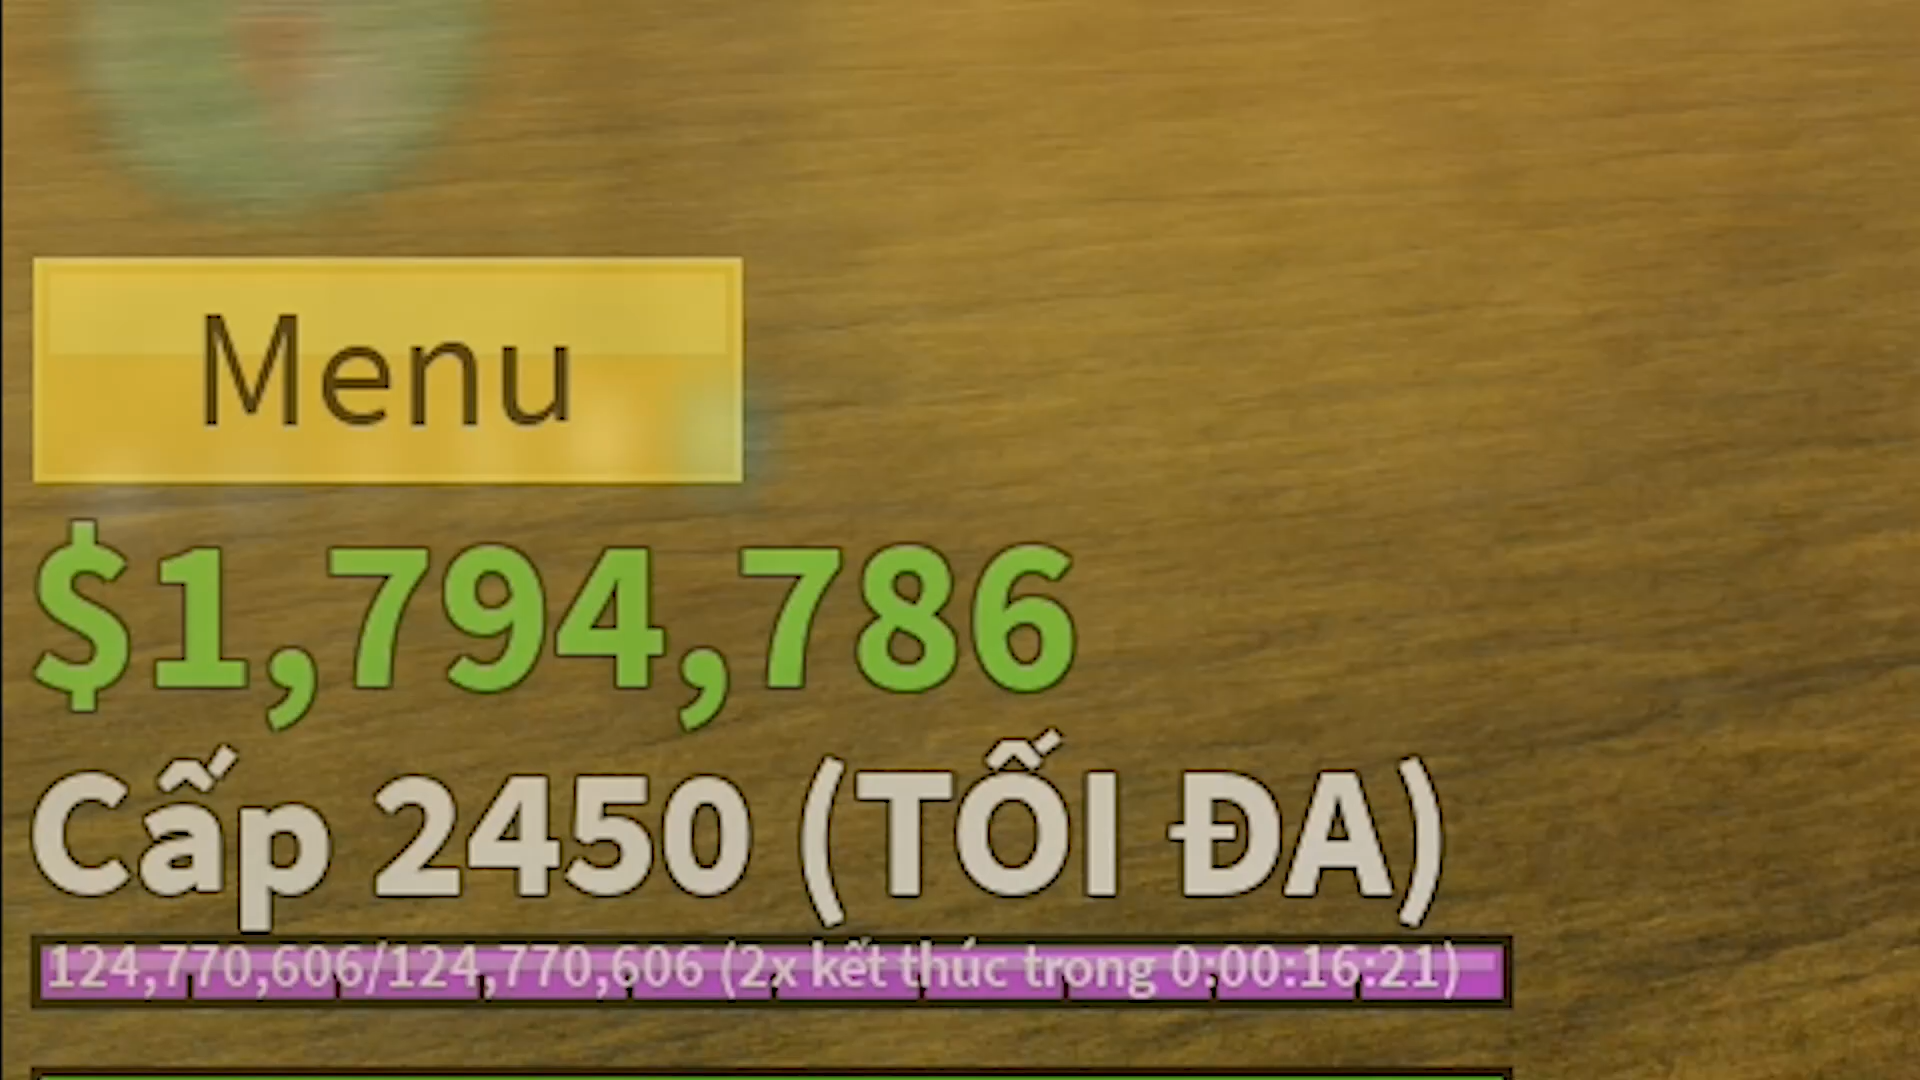 Menu
$1,794,786
Cấp 2450 (TỐI ĐA)
124,770,606/124,770,606 (2x kết thúc trong 0:00:16:21)